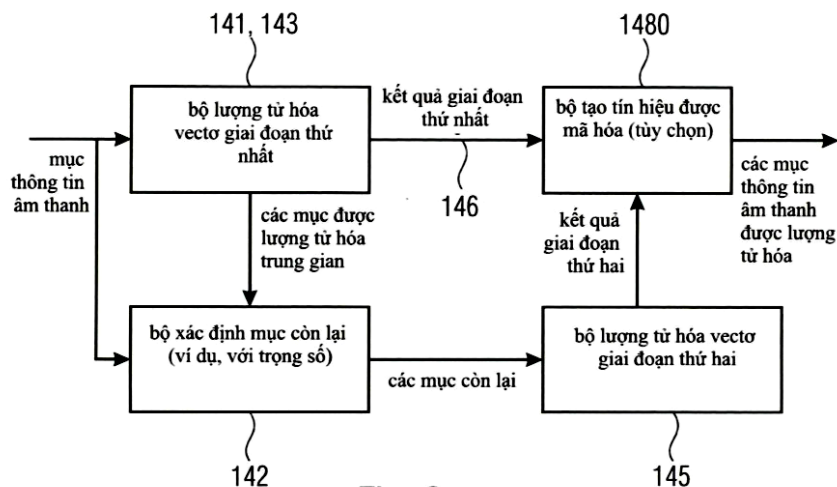 141, 143
1480
bộ lượng tử hóa
vectơ giai đoạn thứ
nhất
kết quả giai đoạn
thứ nhất
bộ tạo tín hiệu được
mã hóa (tùy chọn)
mục
thông tin
âm thanh
146
các mục
thông tin
âm thanh
được lượng
tử hóa
các mục được
lượng tử hóa
trung gian
kết quả
giai đoạn
thứ hai
bộ xác định mục còn lại
(ví dụ, với trọng số)
các mục còn lại
bộ lượng tử hóa vectơ
giai đoạn thứ hai
142
145